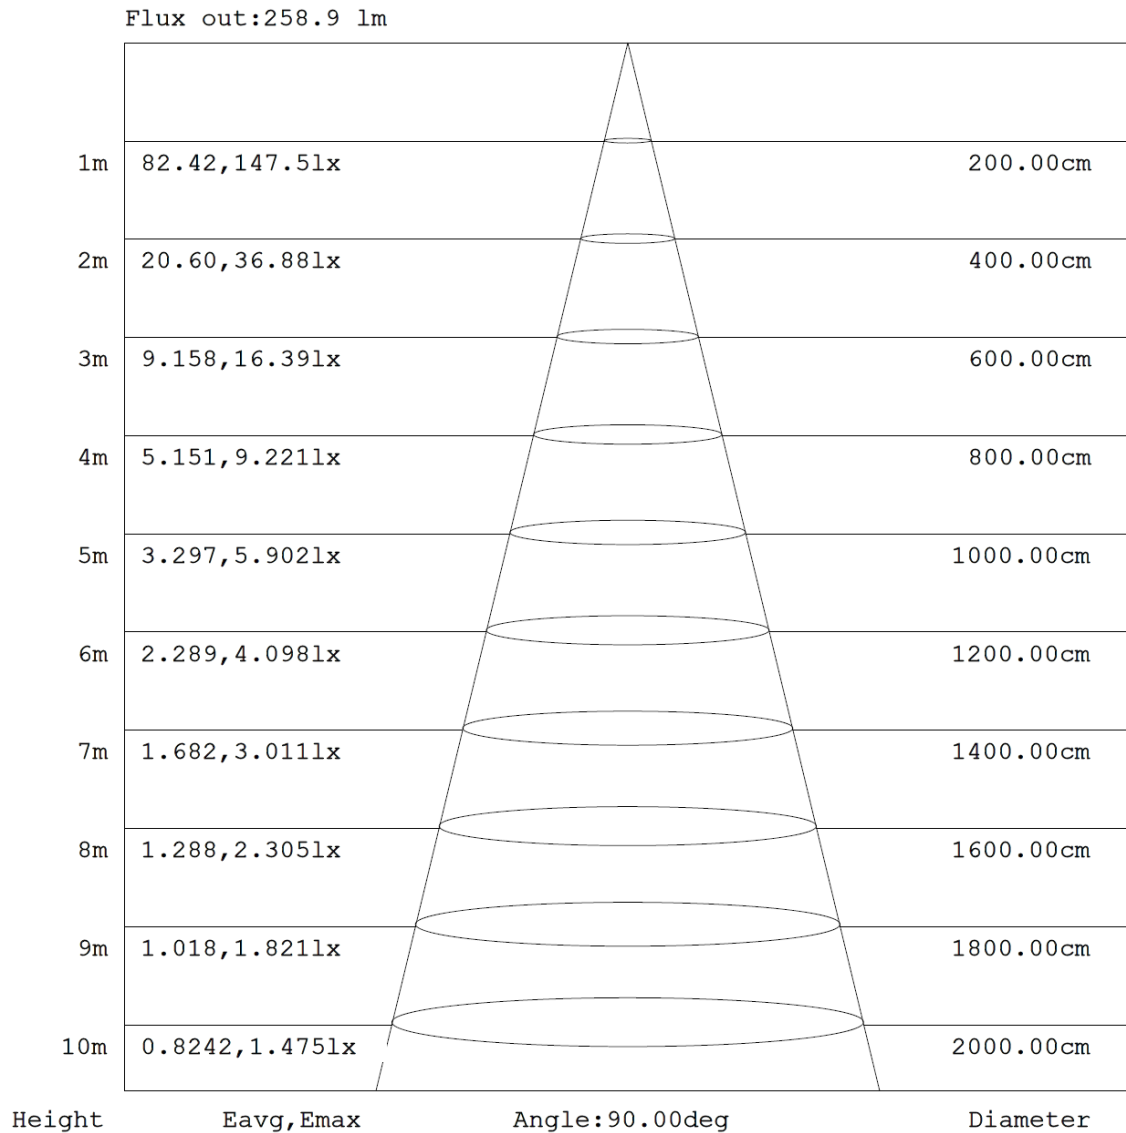 Flux out:258.9 lm
1m 82.42,147.5lx 200.00cm
2m 20.60,36.88lx 400.00cm
3m 9.158,16.39lx 600.00cm
4m 5.151,9.221lx 800.00cm
5m 3.297,5.902lx 1000.00cm
6m 2.289,4.098lx 1200.00cm
7m 1.682,3.011lx 1400.00cm
8m 1.288,2.305lx 1600.00cm
9m 1.018,1.821lx 1800.00cm
10m 0.8242,1.475lx 2000.00cm
Height Eavg,Emax Angle:90.00deg Diameter